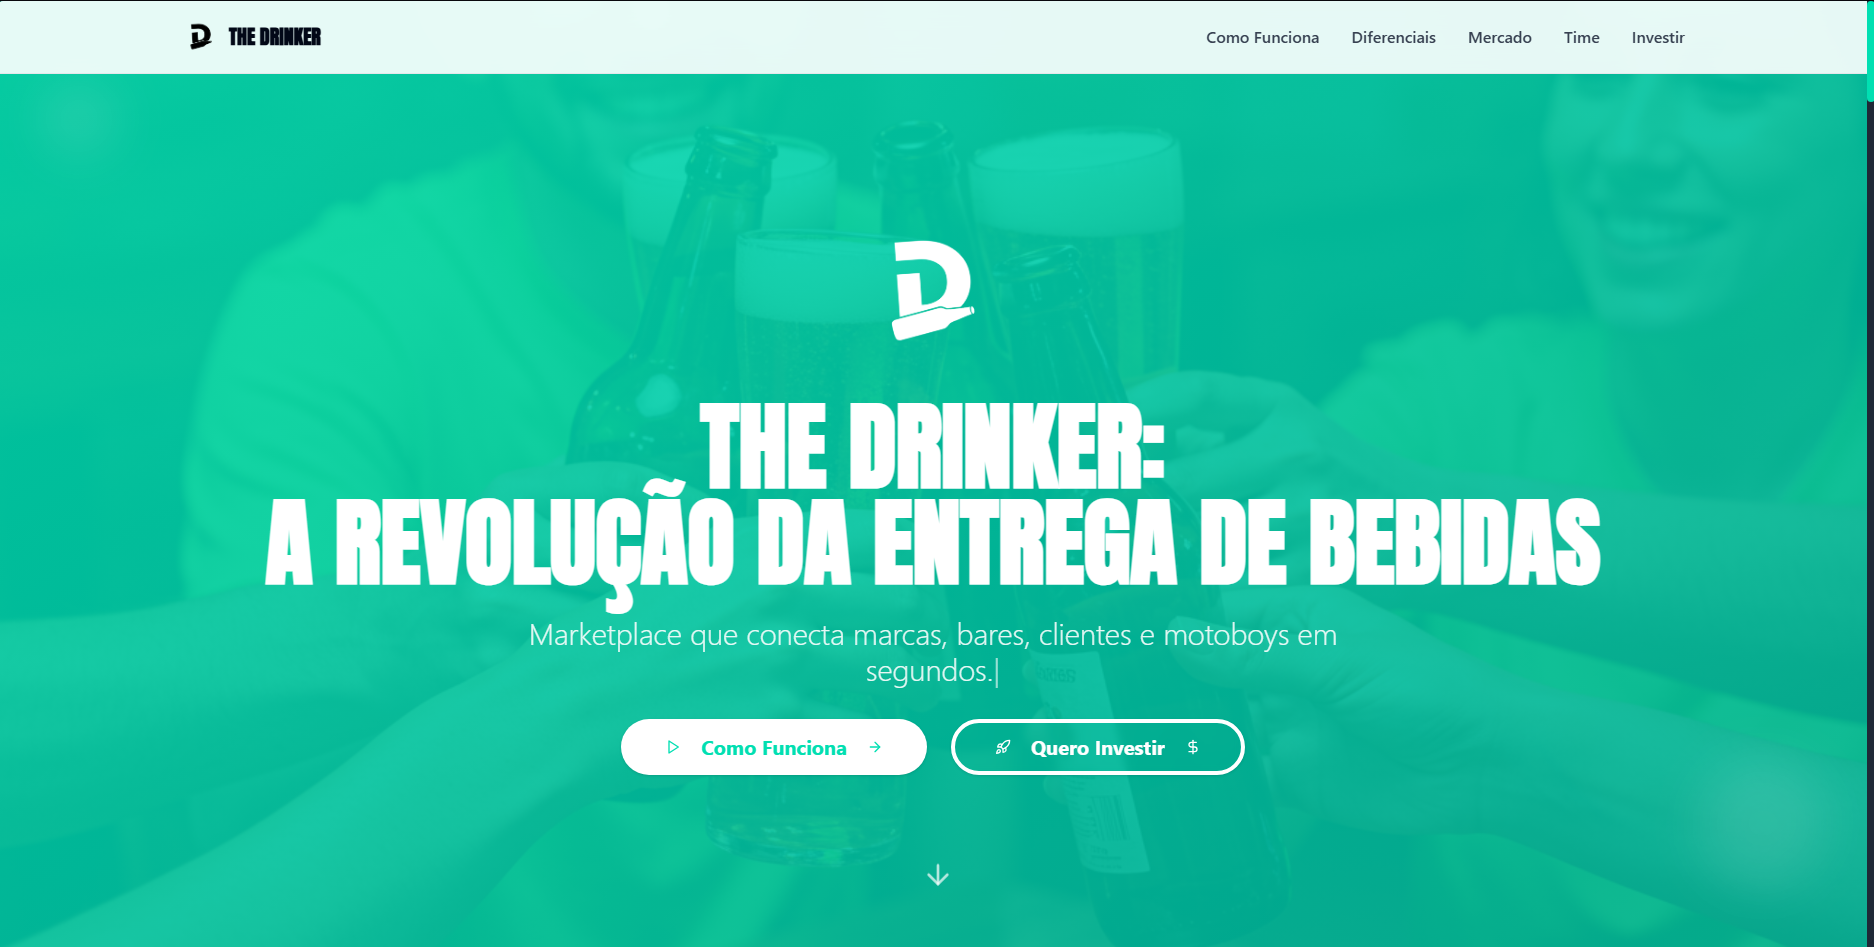 THE DRINKER
Como Funciona
Diferenciais
Mercado
Time
Investir
THE DRINKER:
A REVOLUÇÃO DA ENTREGA DE BEBIDAS
Marketplace que conecta marcas, bares, clientes e motoboys em
segundos.|
Como Funciona
Quero Investir $